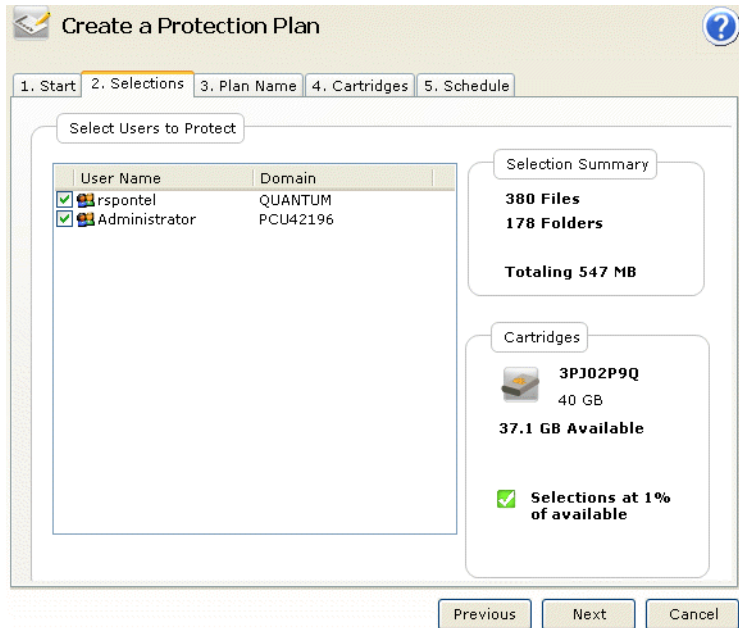 Create a Protection Plan
?
1. Start 2. Selections 3. Plan Name 4. Cartridges 5. Schedule
Select Users to Protect
User Name Domain
rspontel QUANTUM
Administrator PCU42196
Selection Summary
380 Files
178 Folders
Totaling 547 MB
Cartridges
3PJ02P9Q
40 GB
37.1 GB Available
Selections at 1%
of available
Previous Next Cancel